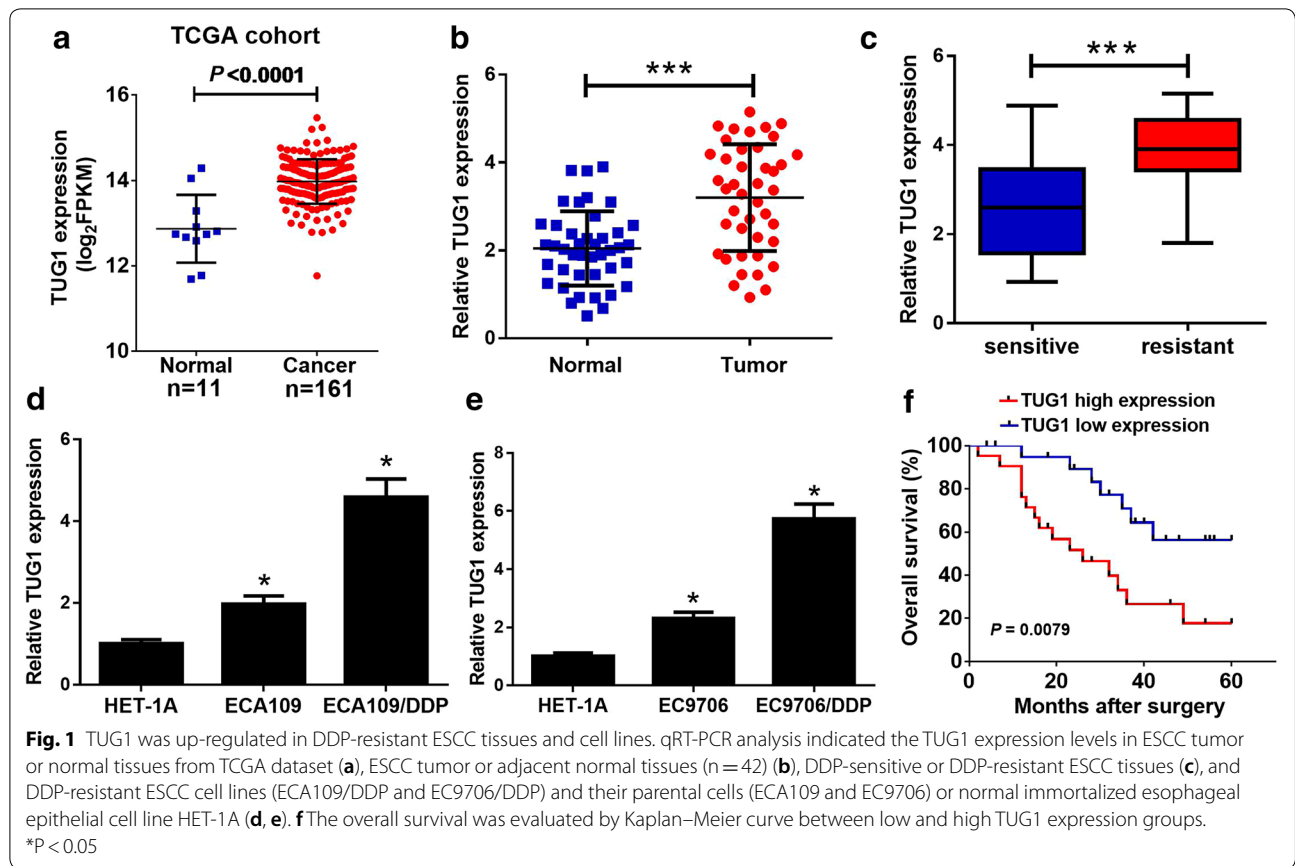 a
TCGA cohort
P <0.0001
TUG1 expression
(log₂FPKM)
16
14
12
10
Normal
n=11
Cancer
n=161
b
***
Relative TUG1 expression
6
4
2
0
Normal
Tumor
c
***
Relative TUG1 expression
6
4
2
0
sensitive
resistant
d
Relative TUG1 expression
6
4
2
0
*
*
HET-1A
ECA109
ECA109/DDP
e
Relative TUG1 expression
8
6
4
2
0
*
*
HET-1A
EC9706
EC9706/DDP
f
TUG1 high expression
TUG1 low expression
Overall survival (%)
100
80
60
40
20
0
P = 0.0079
0
20
40
60
Months after surgery
Fig. 1 TUG1 was up-regulated in DDP-resistant ESCC tissues and cell lines. qRT-PCR analysis indicated the TUG1 expression levels in ESCC tumor
or normal tissues from TCGA dataset (a), ESCC tumor or adjacent normal tissues (n = 42) (b), DDP-sensitive or DDP-resistant ESCC tissues (c), and
DDP-resistant ESCC cell lines (ECA109/DDP and EC9706/DDP) and their parental cells (ECA109 and EC9706) or normal immortalized esophageal
epithelial cell line HET-1A (d, e). f The overall survival was evaluated by Kaplan–Meier curve between low and high TUG1 expression groups.
*P < 0.05